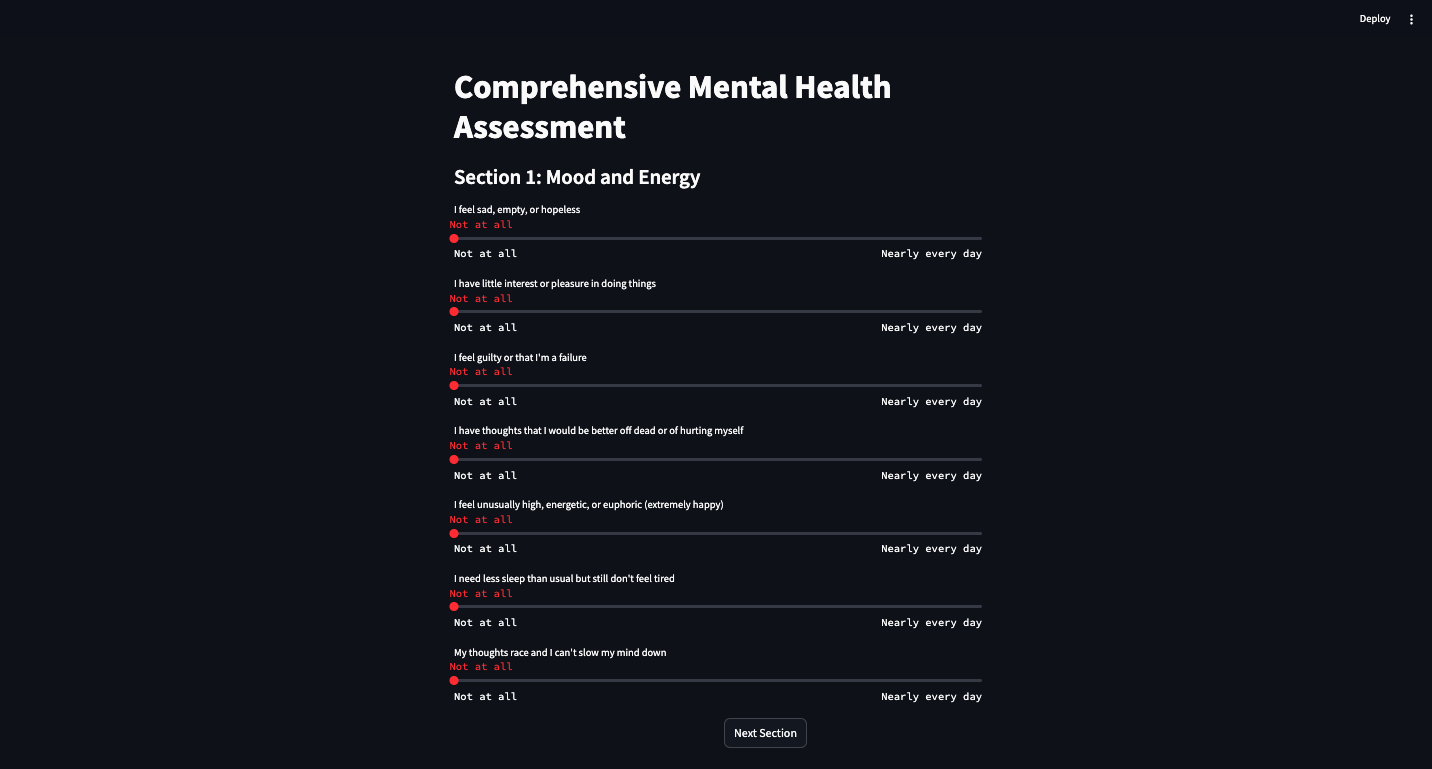 Deploy
Comprehensive Mental Health
Assessment
Section 1: Mood and Energy
I feel sad, empty, or hopeless
Not at all
Not at all Nearly every day
I have little interest or pleasure in doing things
Not at all
Not at all Nearly every day
I feel guilty or that I'm a failure
Not at all
Not at all Nearly every day
I have thoughts that I would be better off dead or of hurting myself
Not at all
Not at all Nearly every day
I feel unusually high, energetic, or euphoric (extremely happy)
Not at all
Not at all Nearly every day
I need less sleep than usual but still don't feel tired
Not at all
Not at all Nearly every day
My thoughts race and I can't slow my mind down
Not at all
Not at all Nearly every day
Next Section